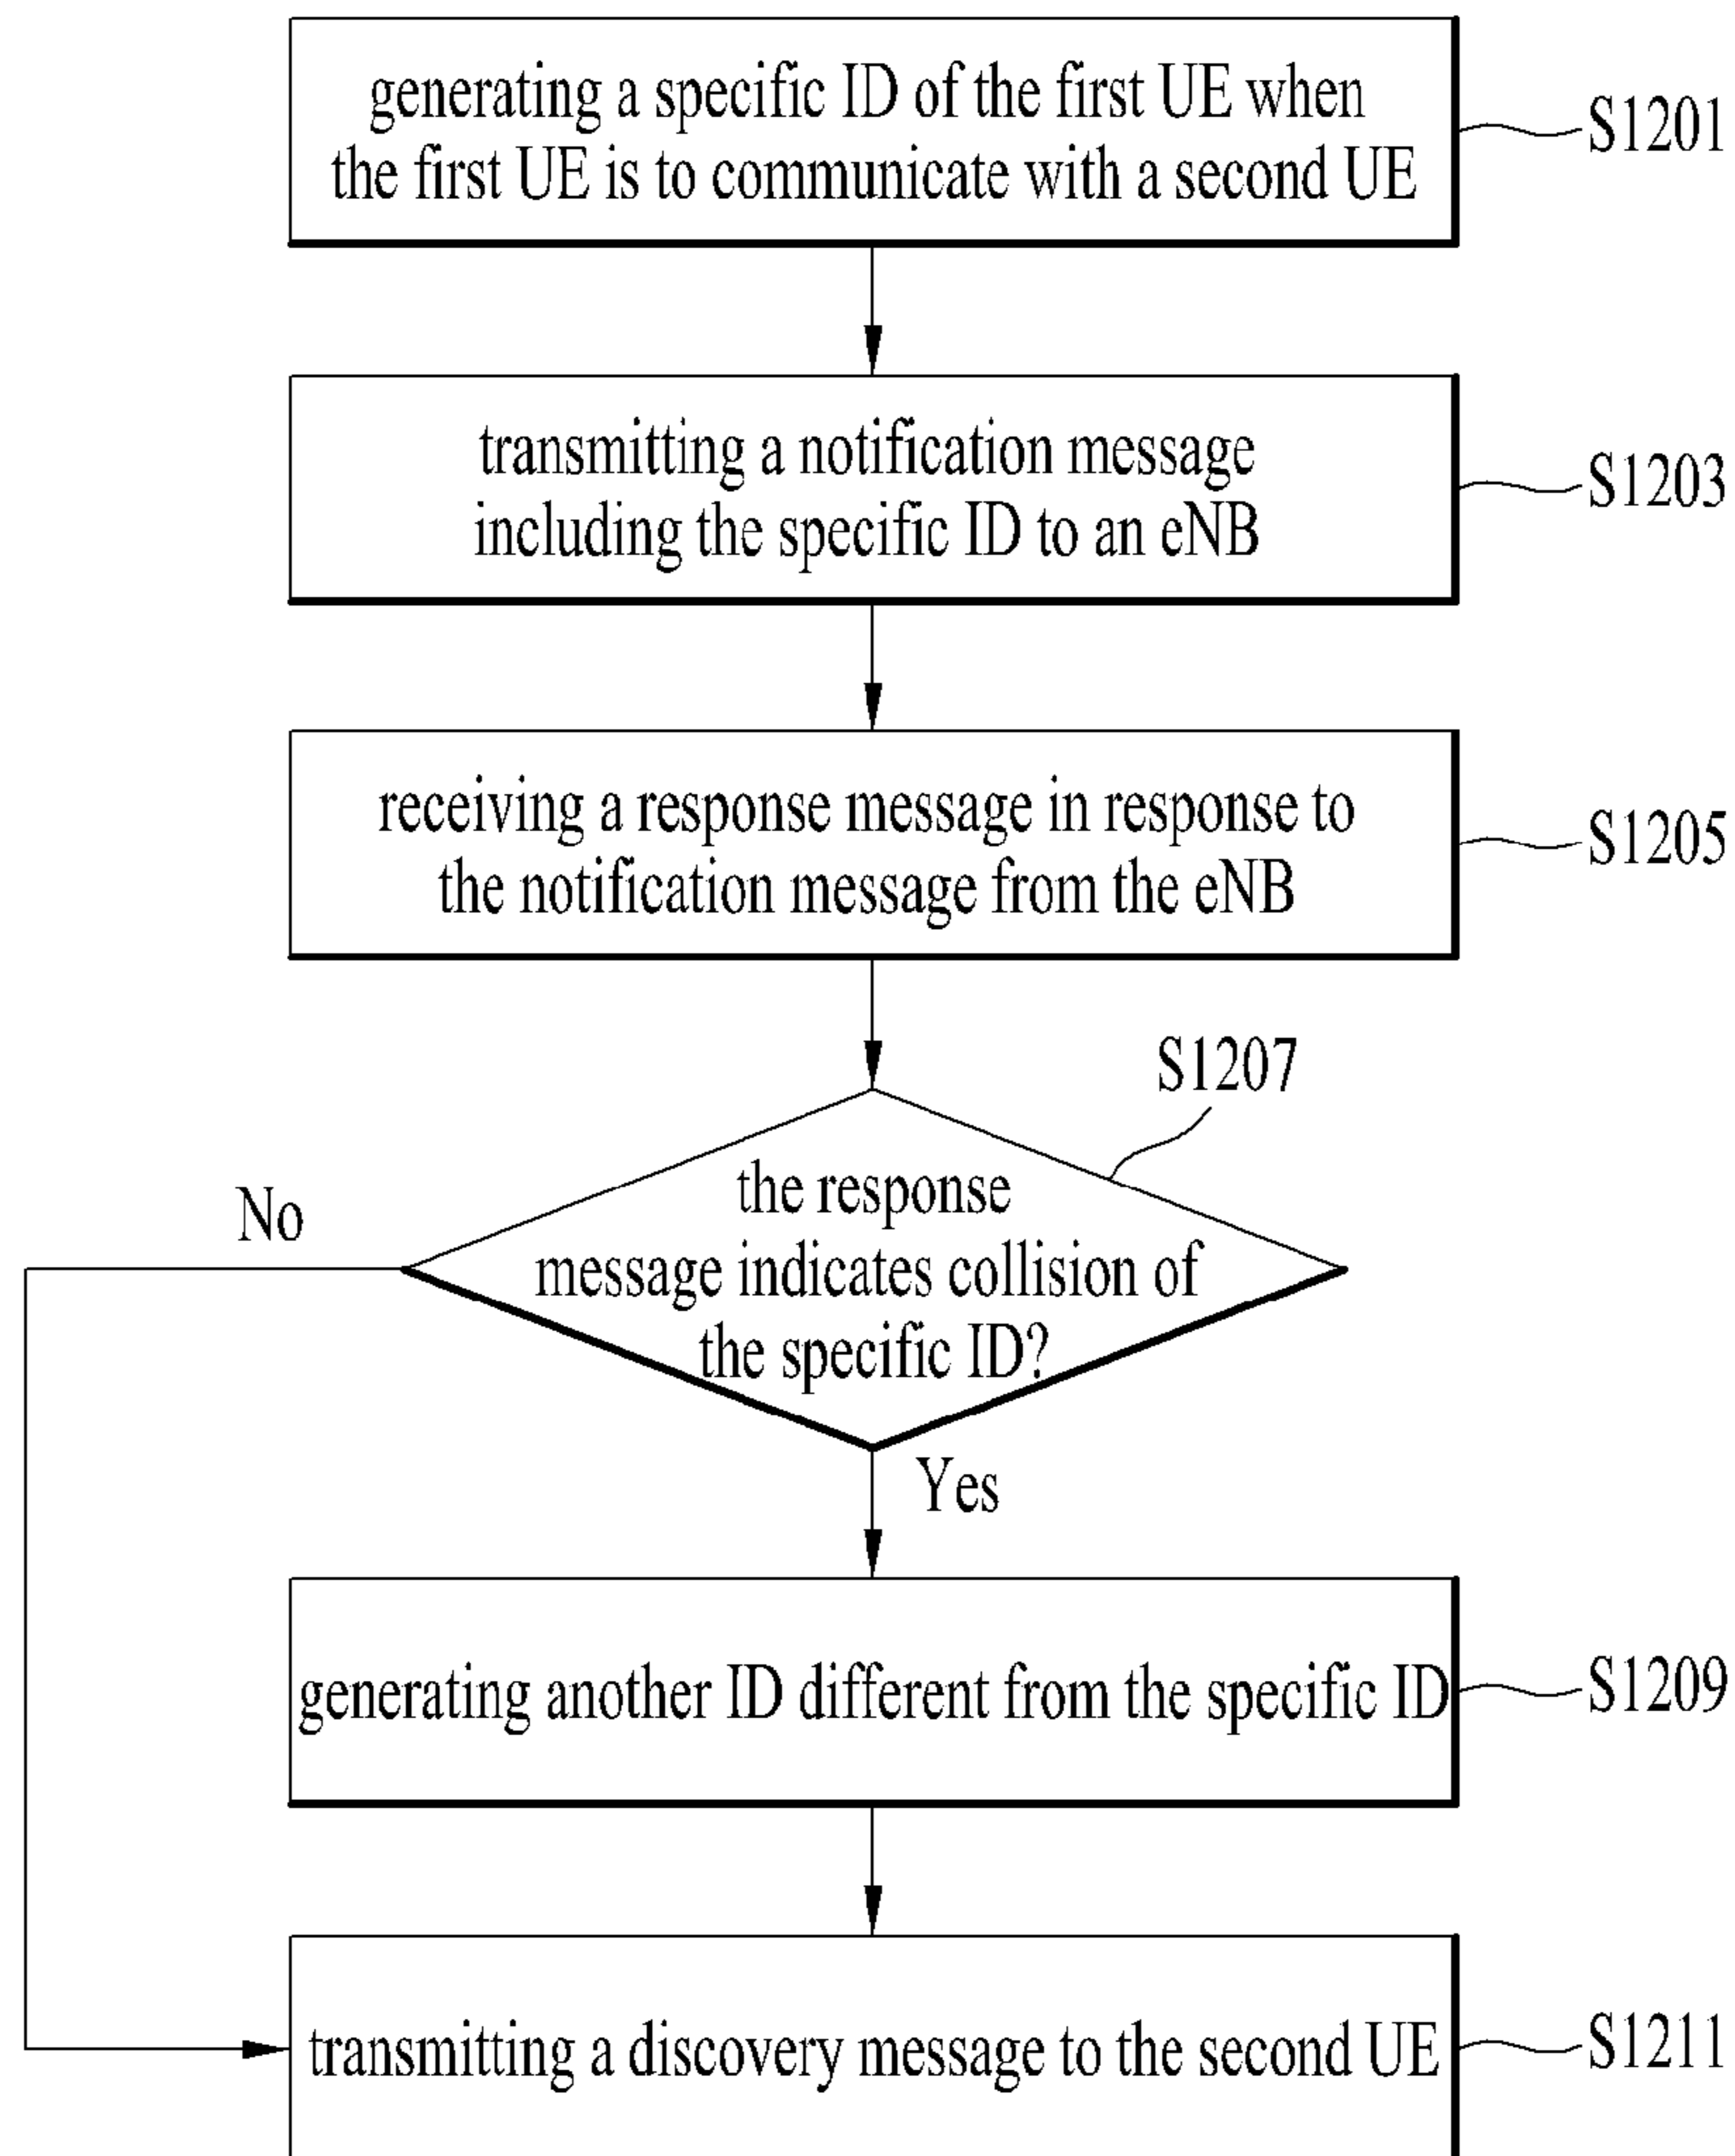 generating a specific ID of the first UE when
the first UE is to communicate with a second UE
S1201
transmitting a notification message
including the specific ID to an eNB
S1203
receiving a response message in response to
the notification message from the eNB
S1205
S1207
the response
message indicates collision of
the specific ID?
No
Yes
generating another ID different from the specific ID
S1209
transmitting a discovery message to the second UE
S1211